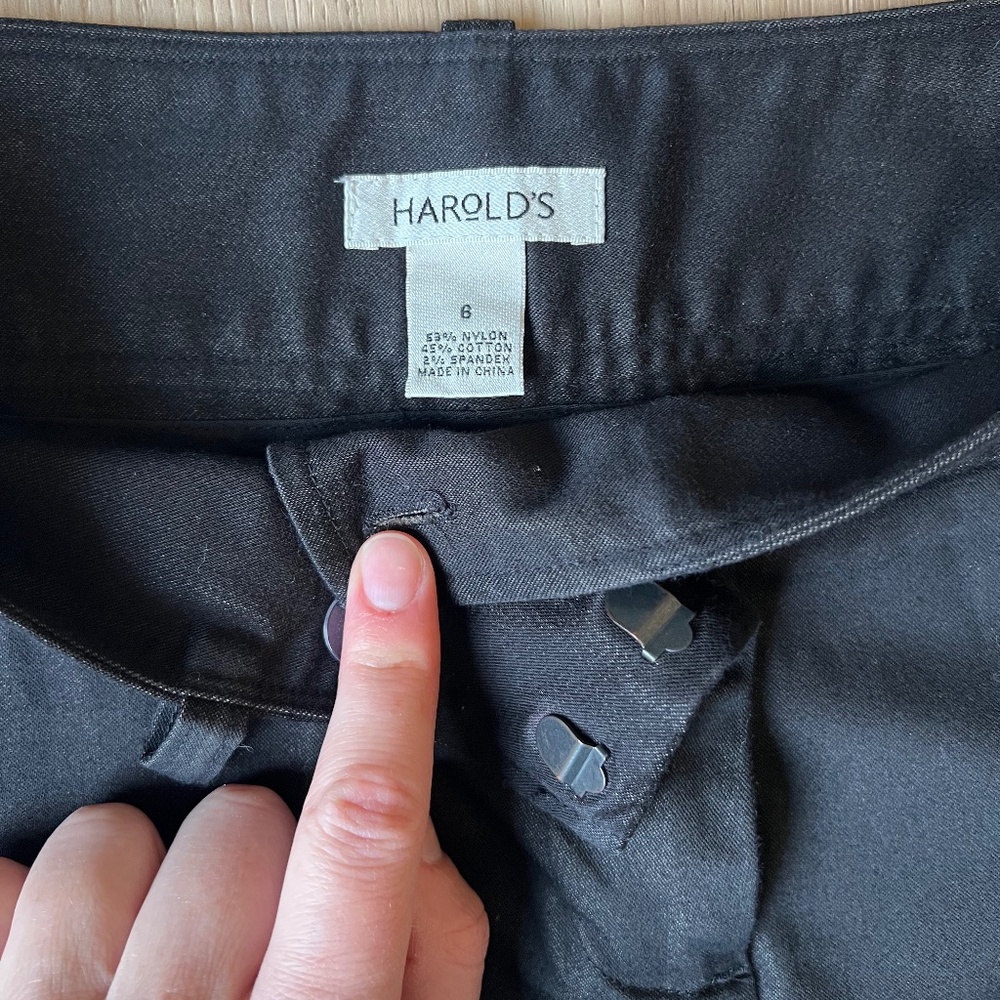 HAROLD'S
6
53% NYLON
45% COTTON
2% SPANDEX
MADE IN CHINA